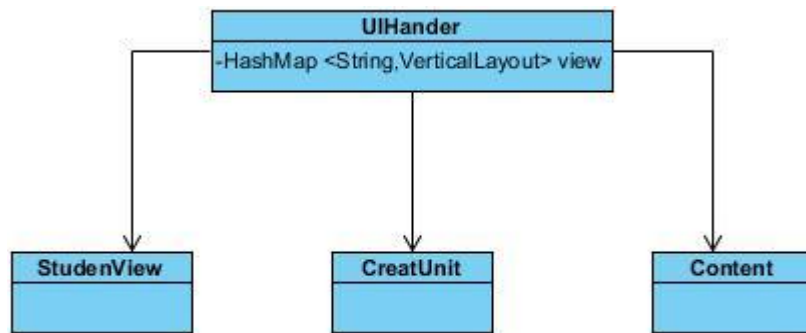 UIHander
-HashMap <String,VerticalLayout> view
StudenView
CreatUnit
Content